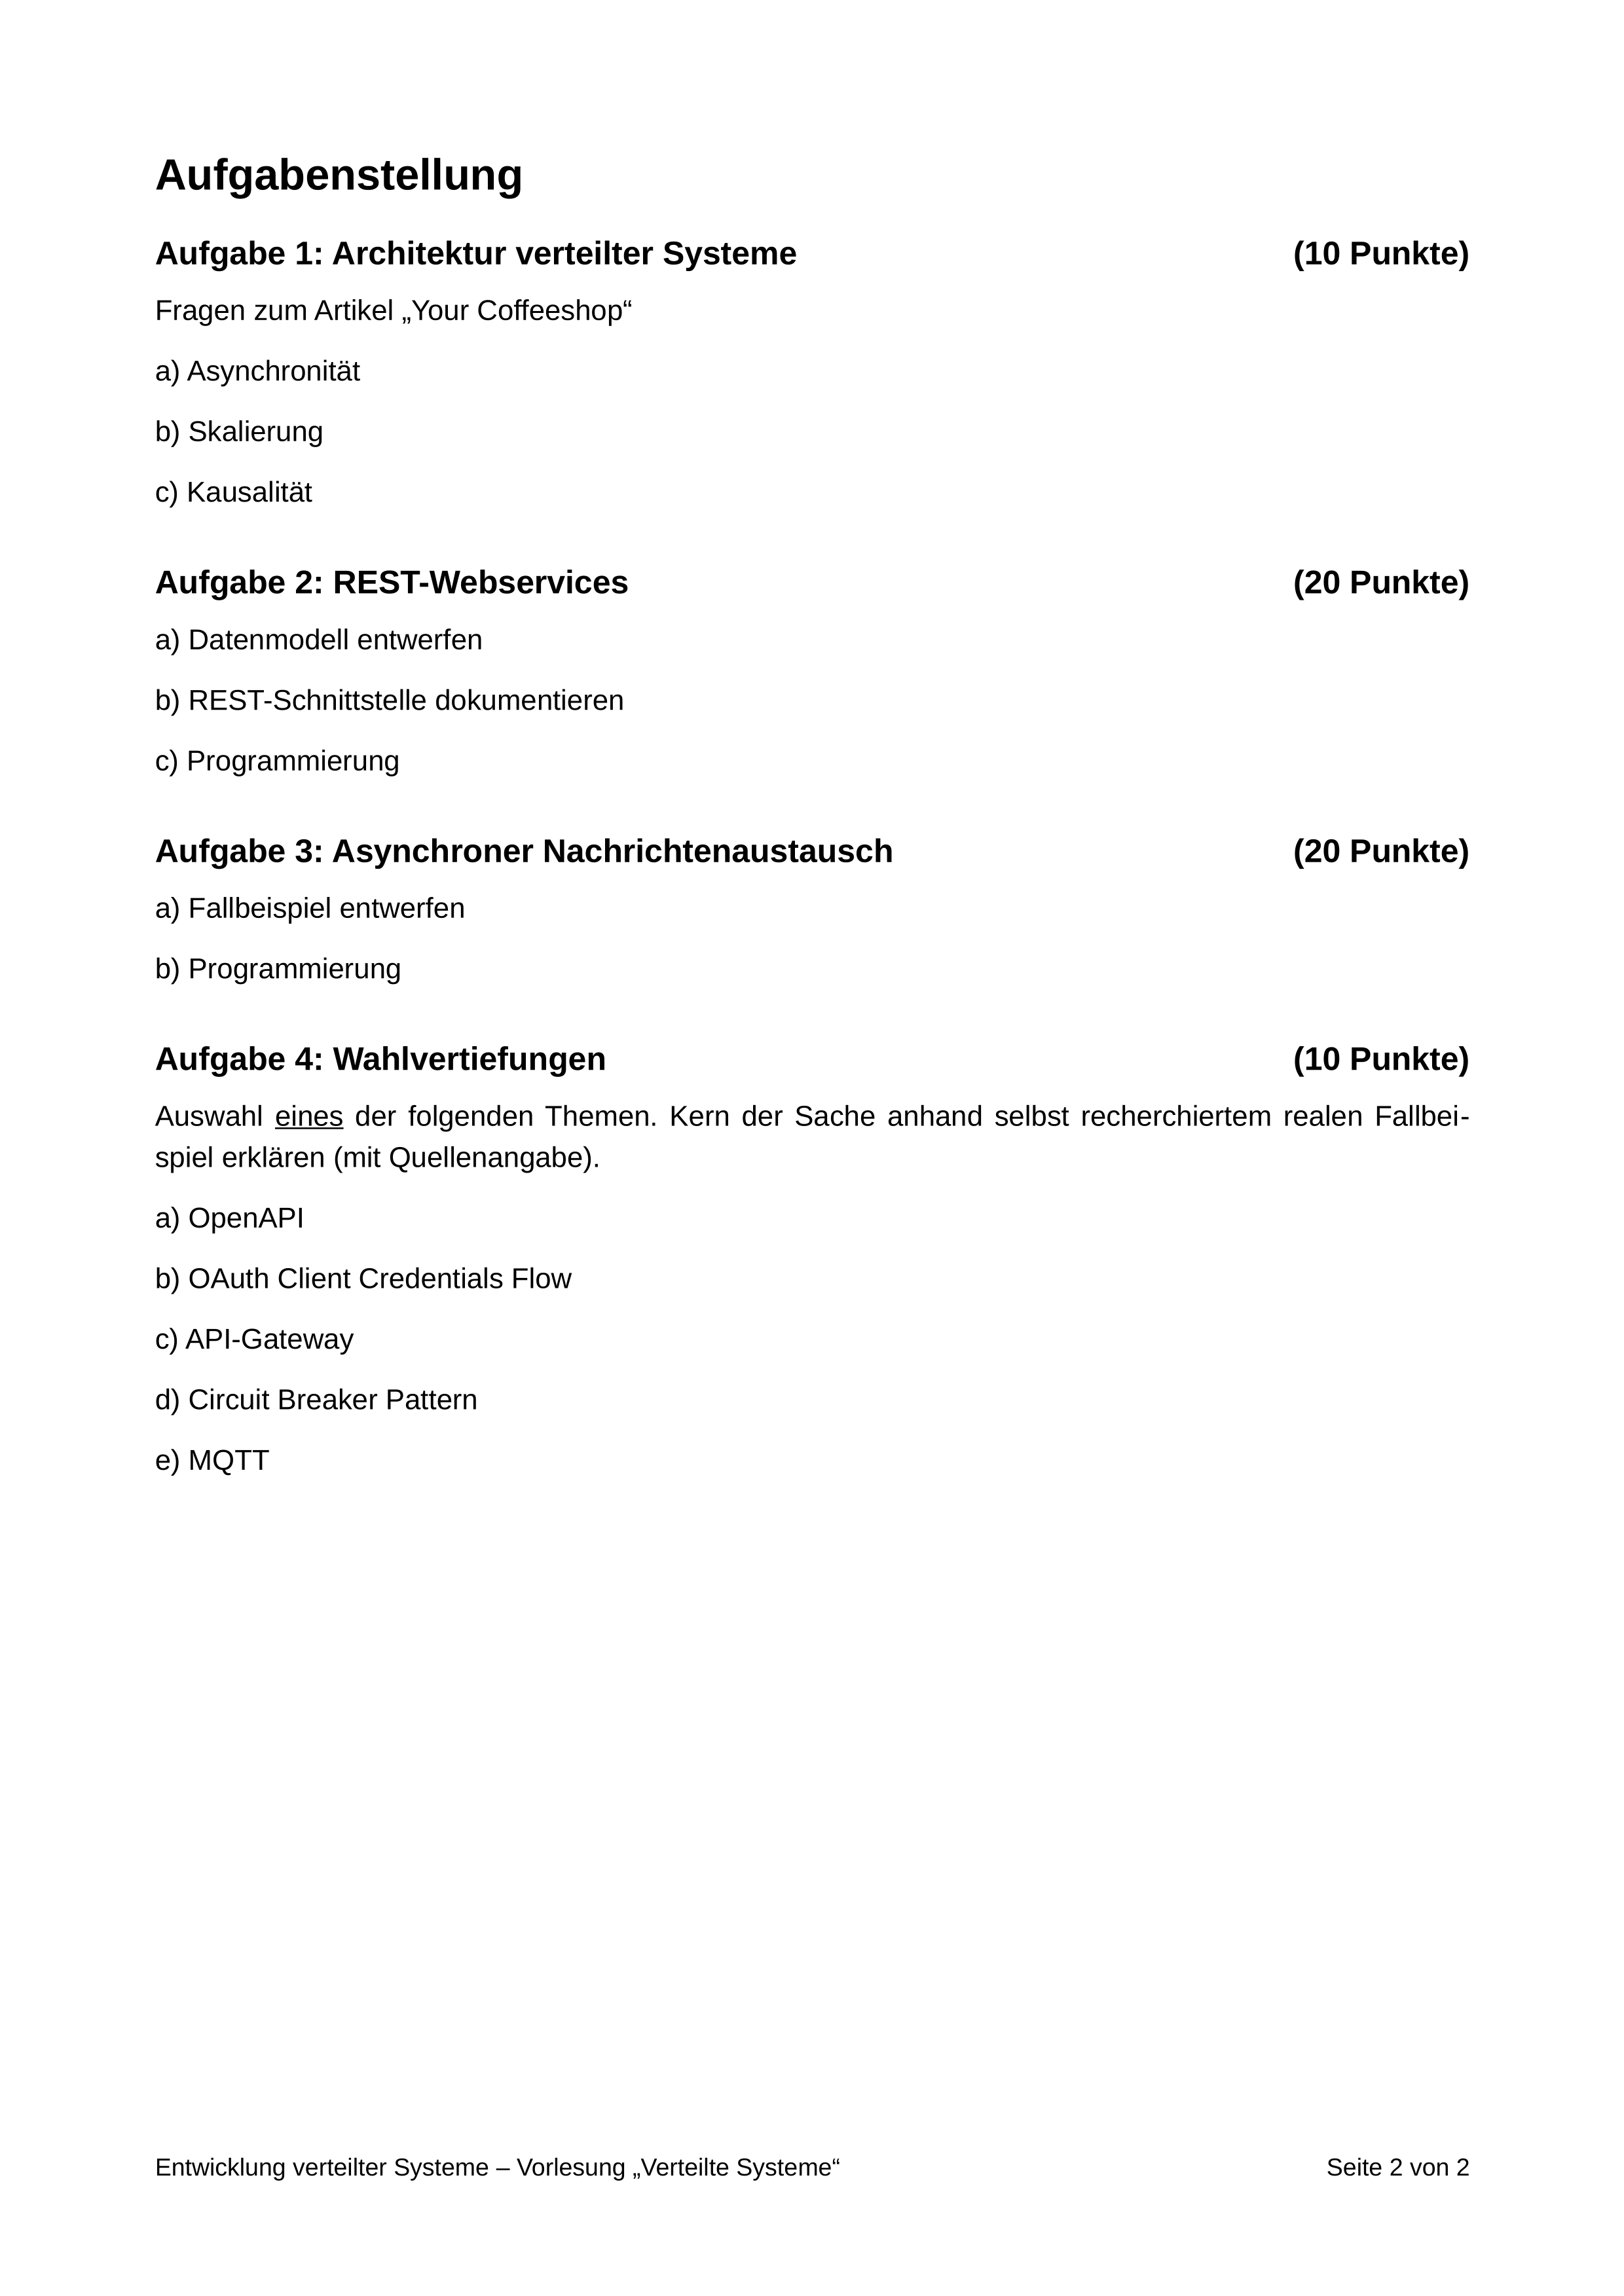 Aufgabenstellung
Aufgabe 1: Architektur verteilter Systeme (10 Punkte)
Fragen zum Artikel „Your Coffeeshop“
a) Asynchronität
b) Skalierung
c) Kausalität
Aufgabe 2: REST-Webservices (20 Punkte)
a) Datenmodell entwerfen
b) REST-Schnittstelle dokumentieren
c) Programmierung
Aufgabe 3: Asynchroner Nachrichtenaustausch (20 Punkte)
a) Fallbeispiel entwerfen
b) Programmierung
Aufgabe 4: Wahlvertiefungen (10 Punkte)
Auswahl eines der folgenden Themen. Kern der Sache anhand selbst recherchiertem realen Fallbei-
spiel erklären (mit Quellenangabe).
a) OpenAPI
b) OAuth Client Credentials Flow
c) API-Gateway
d) Circuit Breaker Pattern
e) MQTT
Entwicklung verteilter Systeme – Vorlesung „Verteilte Systeme“ Seite 2 von 2